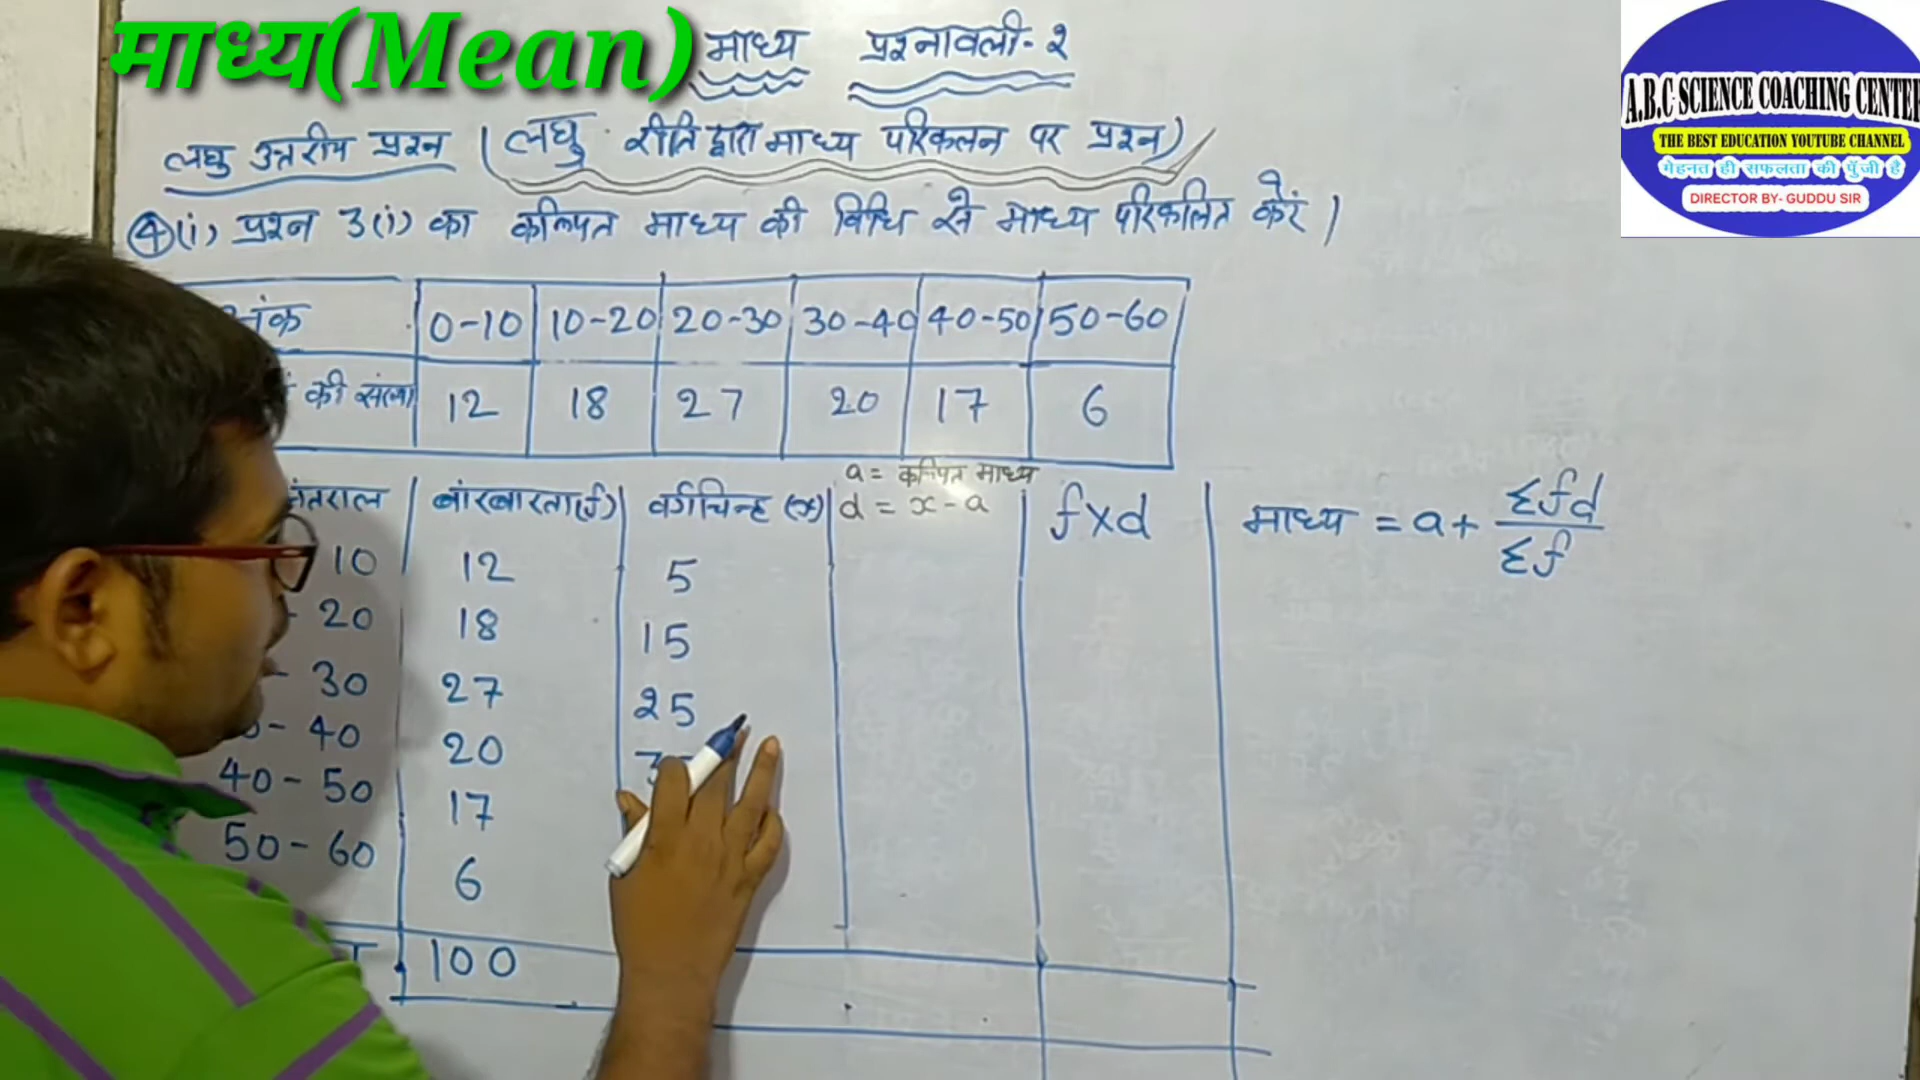 माध्य(Mean)
माध्य प्रश्नावली-२
लघु उत्तरीय प्रश्न (लघु रीति द्वारा माध्य परिकलन पर प्रश्न)
④(i) प्रश्न 3(i) का कल्पित माध्य की विधि से माध्य परिकलित करें।
A.B.C SCIENCE COACHING CENTER
THE BEST EDUCATION YOUTUBE CHANNEL
मेहनत ही सफलता की पुँजी है
DIRECTOR BY- GUDDU SIR
0-10 10-20 20-30 30-40 40-50 50-60
की संख्या 12 18 27 20 17 6
a = कल्पित माध्य
बारंबारता(f) वर्गचिन्ह (x) d = x - a f×d माध्य = a + Σfd/Σf
10 12 5
20 18 15
30 27 25
40 20
40-50 17
50-60 6
100